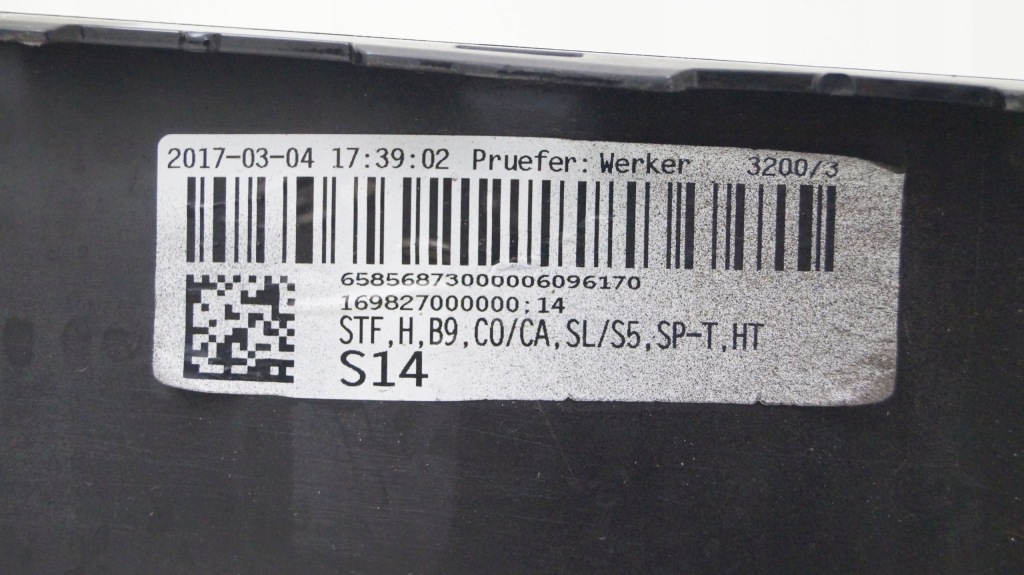 2017-03-04 17:39:02 Pruefer: Werker 3200/3
65856873000006096170
169827000000:14
STF,H,B9,CO/CA,SL/S5,SP-T,HT
S14